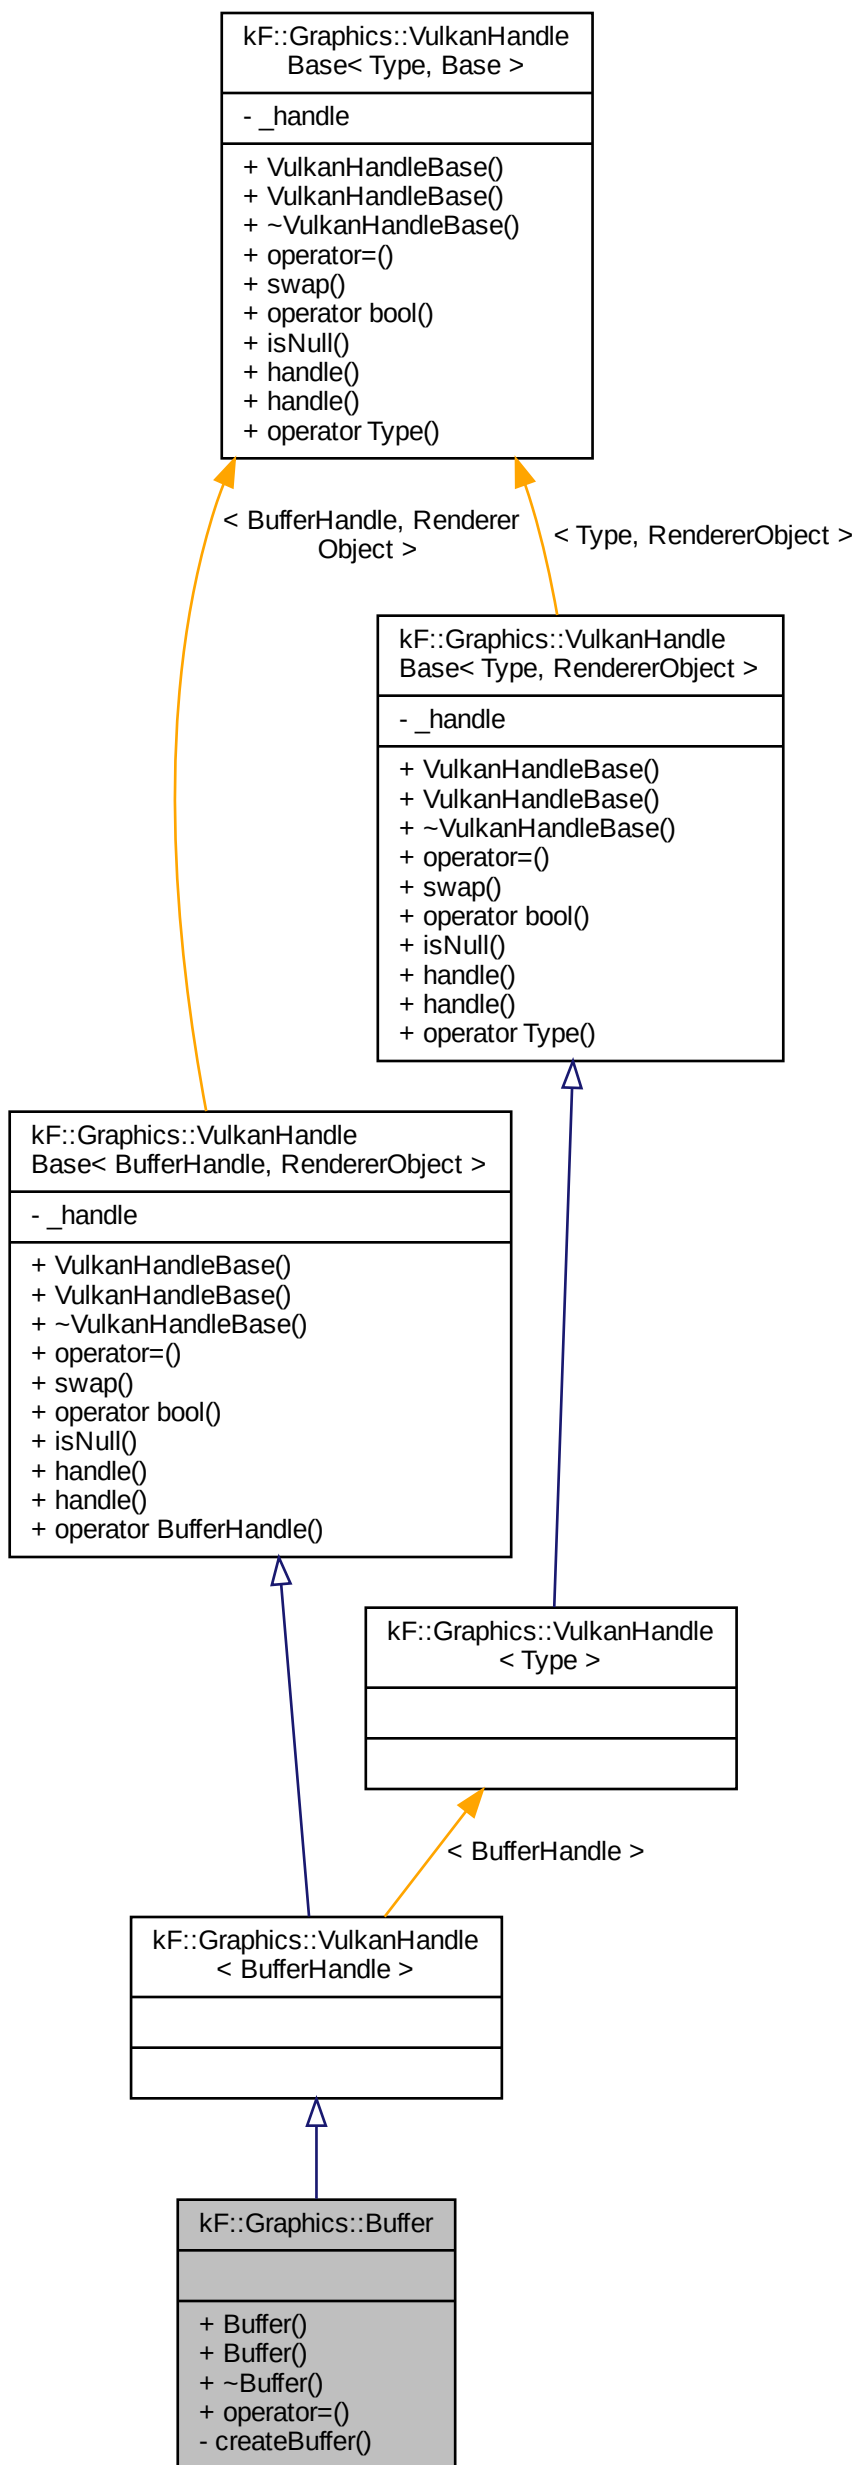 kF::Graphics::VulkanHandle
Base< Type, Base >
- _handle
+ VulkanHandleBase()
+ VulkanHandleBase()
+ ~VulkanHandleBase()
+ operator=()
+ swap()
+ operator bool()
+ isNull()
+ handle()
+ handle()
+ operator Type()
< BufferHandle, Renderer
Object >
< Type, RendererObject >
kF::Graphics::VulkanHandle
Base< Type, RendererObject >
- _handle
+ VulkanHandleBase()
+ VulkanHandleBase()
+ ~VulkanHandleBase()
+ operator=()
+ swap()
+ operator bool()
+ isNull()
+ handle()
+ handle()
+ operator Type()
kF::Graphics::VulkanHandle
Base< BufferHandle, RendererObject >
- _handle
+ VulkanHandleBase()
+ VulkanHandleBase()
+ ~VulkanHandleBase()
+ operator=()
+ swap()
+ operator bool()
+ isNull()
+ handle()
+ handle()
+ operator BufferHandle()
kF::Graphics::VulkanHandle
< Type >
< BufferHandle >
kF::Graphics::VulkanHandle
< BufferHandle >
kF::Graphics::Buffer
+ Buffer()
+ Buffer()
+ ~Buffer()
+ operator=()
- createBuffer()